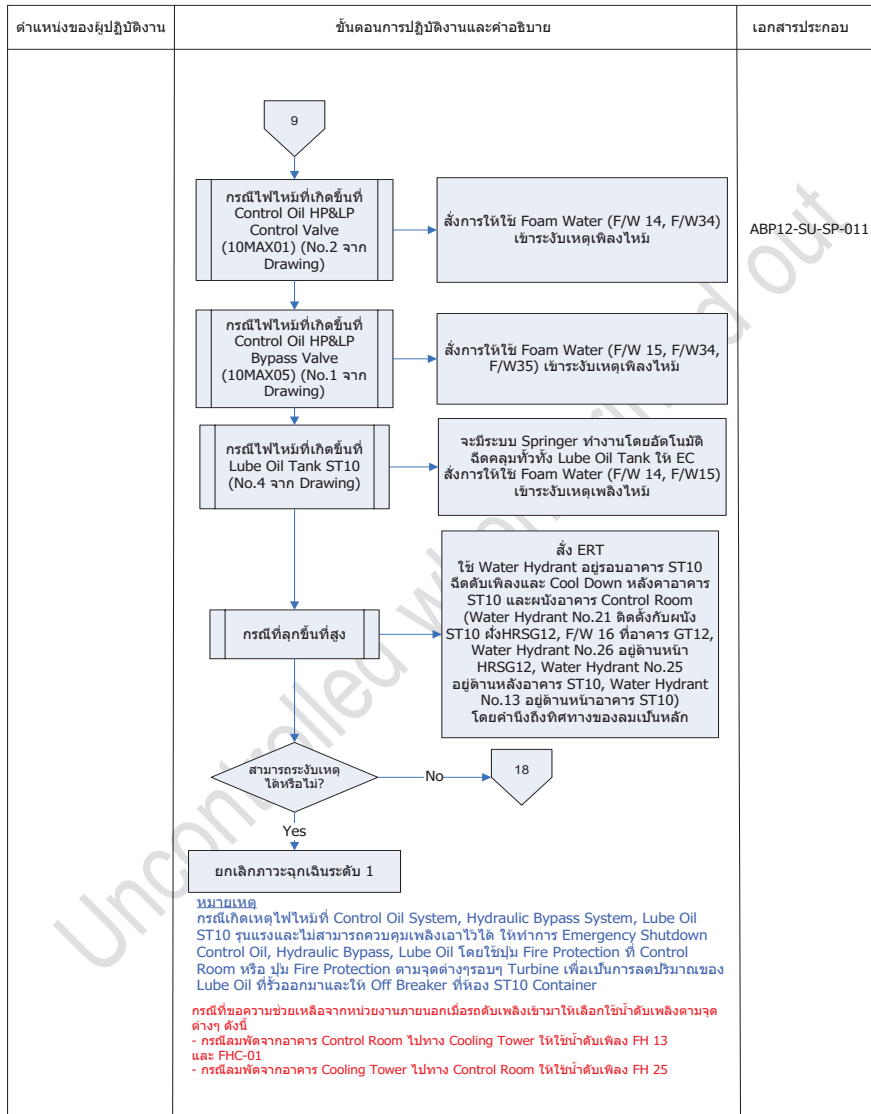 ตำแหน่งของผู้ปฏิบัติงาน
ขั้นตอนการปฏิบัติงานและคำอธิบาย
เอกสารประกอบ
9
กรณีไฟไหม้ที่เกิดขึ้นที่
Control Oil HP&LP
Control Valve
(10MAX01) (No.2 จาก
Drawing)
สั่งการให้ใช้ Foam Water (F/W 14, F/W34)
เข้าระงับเหตุเพิลงไหม้
ABP12-SU-SP-011
กรณีไฟไหม้ที่เกิดขึ้นที่
Control Oil HP&LP
Bypass Valve
(10MAX05) (No.1 จาก
Drawing)
สั่งการให้ใช้ Foam Water (F/W 15, F/W34,
F/W35) เข้าระงับเหตุเพิลงไหม้
กรณีไฟไหม้ที่เกิดขึ้นที่
Lube Oil Tank ST10
(No.4 จาก Drawing)
จะมีระบบ Springer ทำงานโดยอัตโนมัติ
ฉีดคลุมทั้วทั้ง Lube Oil Tank ให้ EC
สั่งการให้ใช้ Foam Water (F/W 14, F/W15)
เข้าระงับเหตุเพลิงไหม้
กรณีที่ลุกขึ้นที่สูง
สั่ง ERT
ใช้ Water Hydrant อยู่รอบอาคาร ST10
ฉีดดับเพลิงและ Cool Down หลังคาอาคาร
ST10 และผนังอาคาร Control Room
(Water Hydrant No.21 ติดตั้งกับผนัง
ST10 ฝั่งHRSG12, F/W 16 ที่อาคาร GT12,
Water Hydrant No.26 อยู่ด้านหน้า
HRSG12, Water Hydrant No.25
อยู่ด้านหลังอาคาร ST10, Water Hydrant
No.13 อยู่ด้านหน้าอาคาร ST10)
โดยคำนึงถึงทิศทางของลมเป็นหลัก
สามารถระงับเหตุ
ได้หรือไม่?
No
18
Yes
ยกเลิกภาวะฉุกเฉินระดับ 1
หมายเหตุ
กรณีเกิดเหตุไฟไหม้ที่ Control Oil System, Hydraulic Bypass System, Lube Oil
ST10 รุนแรงและไม่สามารถควบคุมเพลิงเอาไว้ได้ ให้ทำการ Emergency Shutdown
Control Oil, Hydraulic Bypass, Lube Oil โดยใช้ปุ่ม Fire Protection ที่ Control
Room หรือ ปุ่ม Fire Protection ตามจุดต่างๆรอบๆ Turbine เพื่อเป็นการลดปริมาณของ
Lube Oil ที่รั่วออกมาและให้ Off Breaker ที่ห้อง ST10 Container
กรณีที่ขอความช่วยเหลือจากหน่วยงานภายนอกเมื่อรถดับเพลิงเข้ามาให้เลือกใช้น้ำดับเพลิงตามจุด
ต่างๆ ดังนี้
- กรณีลมพัดจากอาคาร Control Room ไปทาง Cooling Tower ให้ใช้น้ำดับเพิลง FH 13
และ FHC-01
- กรณีลมพัดจากอาคาร Cooling Tower ไปทาง Control Room ให้ใช้น้ำดับเพลิง FH 25